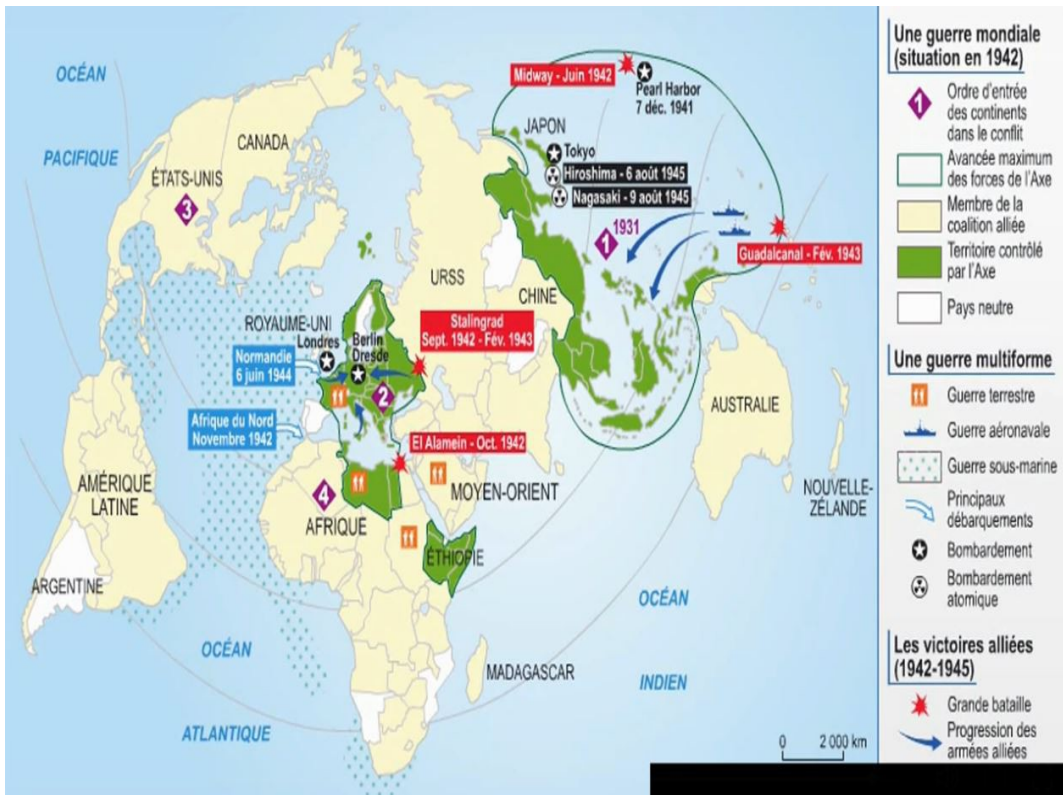 OCÉAN
PACIFIQUE
CANADA
ÉTATS-UNIS
3
Midway - Juin 1942
Pearl Harbor
7 déc. 1941
JAPON
Tokyo
Hiroshima - 6 août 1945
Nagasaki - 9 août 1945
1931
1
Guadalcanal - Fév. 1943
URSS
CHINE
ROYAUME-UNI
Londres
Berlin
Dresde
Stalingrad
Sept. 1942 - Fév. 1943
Normandie
6 juin 1944
2
Afrique du Nord
Novembre 1942
El Alamein - Oct. 1942
AUSTRALIE
AMÉRIQUE
LATINE
4
AFRIQUE
MOYEN-ORIENT
NOUVELLE-
ZÉLANDE
ARGENTINE
ÉTHIOPIE
OCÉAN
INDIEN
OCÉAN
ATLANTIQUE
MADAGASCAR
0 2 000 km
Une guerre mondiale
(situation en 1942)
1
Ordre d'entrée
des continents
dans le conflit
Avancée maximum
des forces de l'Axe
Membre de la
coalition alliée
Territoire contrôlé
par l'Axe
Pays neutre
Une guerre multiforme
Guerre terrestre
Guerre aéronavale
Guerre sous-marine
Principaux
débarquements
Bombardement
Bombardement
atomique
Les victoires alliées
(1942-1945)
Grande bataille
Progression des
armées alliées